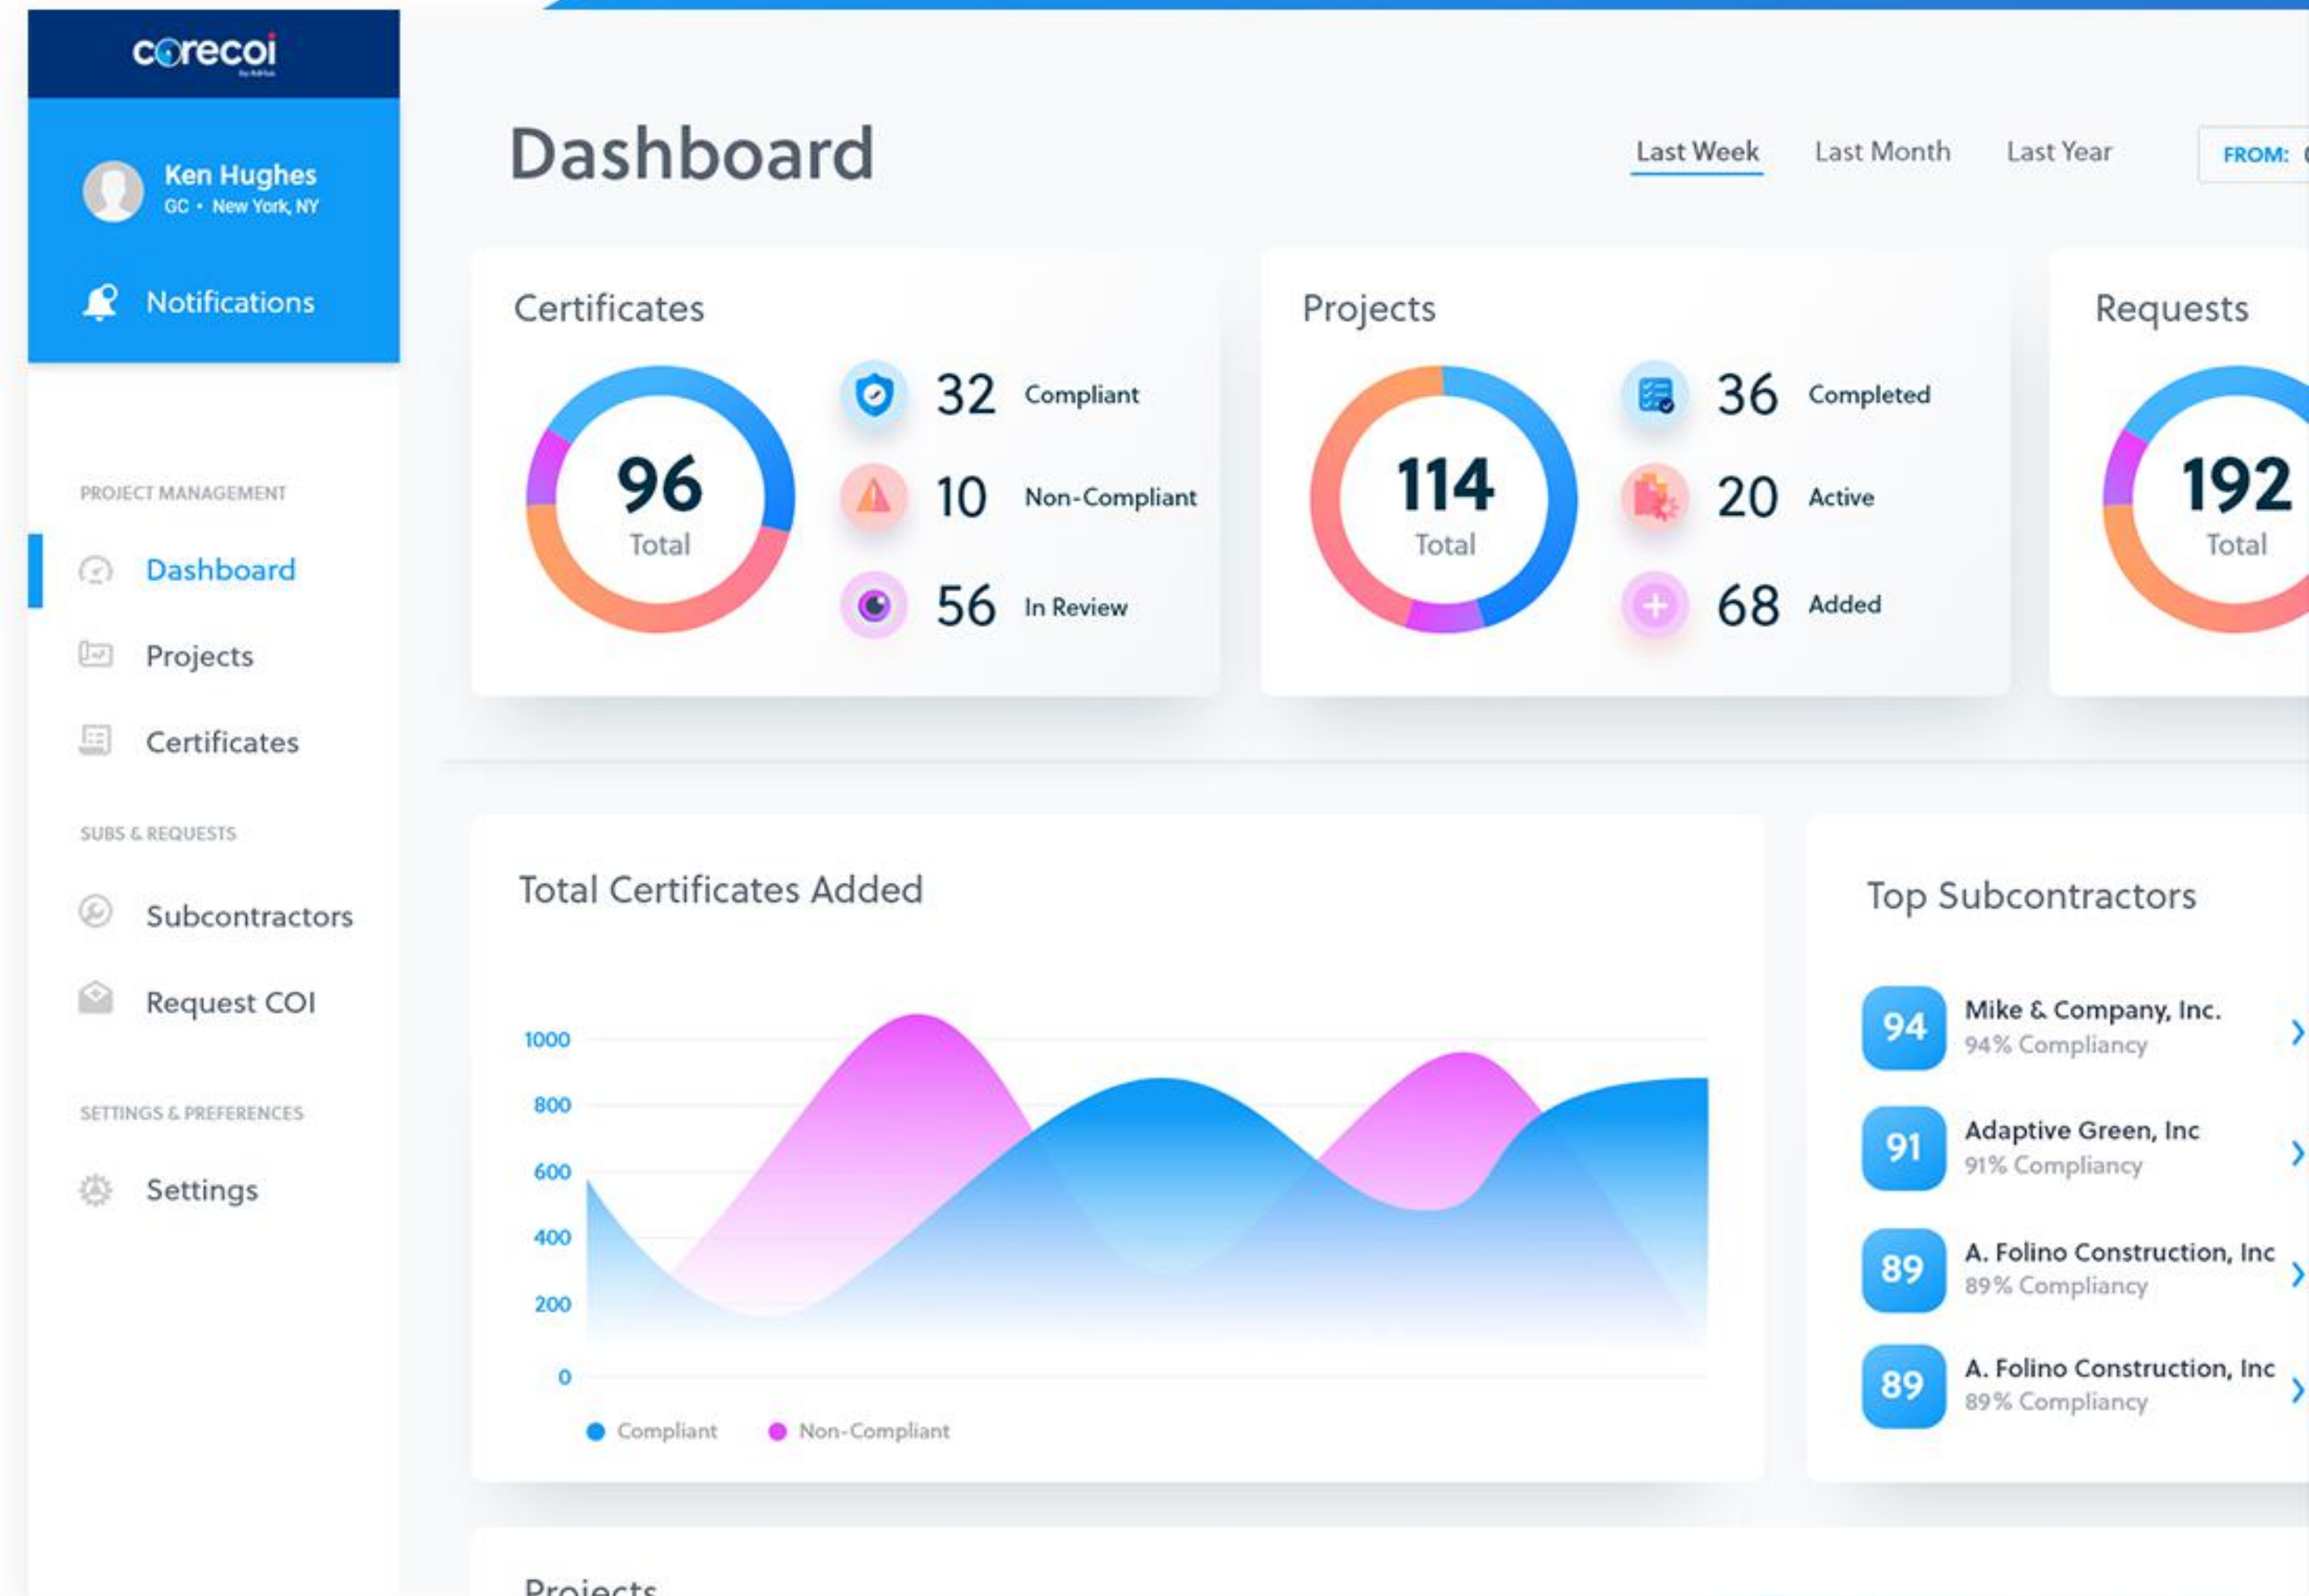 corecoi
Ken Hughes
GC • New York, NY
Notifications
PROJECT MANAGEMENT
Dashboard
Projects
Certificates
SUBS & REQUESTS
Subcontractors
Request COI
SETTINGS & PREFERENCES
Settings
Dashboard
Last Week
Last Month
Last Year
FROM:
Certificates
96
Total
32 Compliant
10 Non-Compliant
56 In Review
Projects
114
Total
36 Completed
20 Active
68 Added
Requests
192
Total
Total Certificates Added
1000
800
600
400
200
0
Compliant
Non-Compliant
Top Subcontractors
94
Mike & Company, Inc.
94% Compliancy
91
Adaptive Green, Inc
91% Compliancy
89
A. Folino Construction, Inc
89% Compliancy
89
A. Folino Construction, Inc
89% Compliancy
Projects